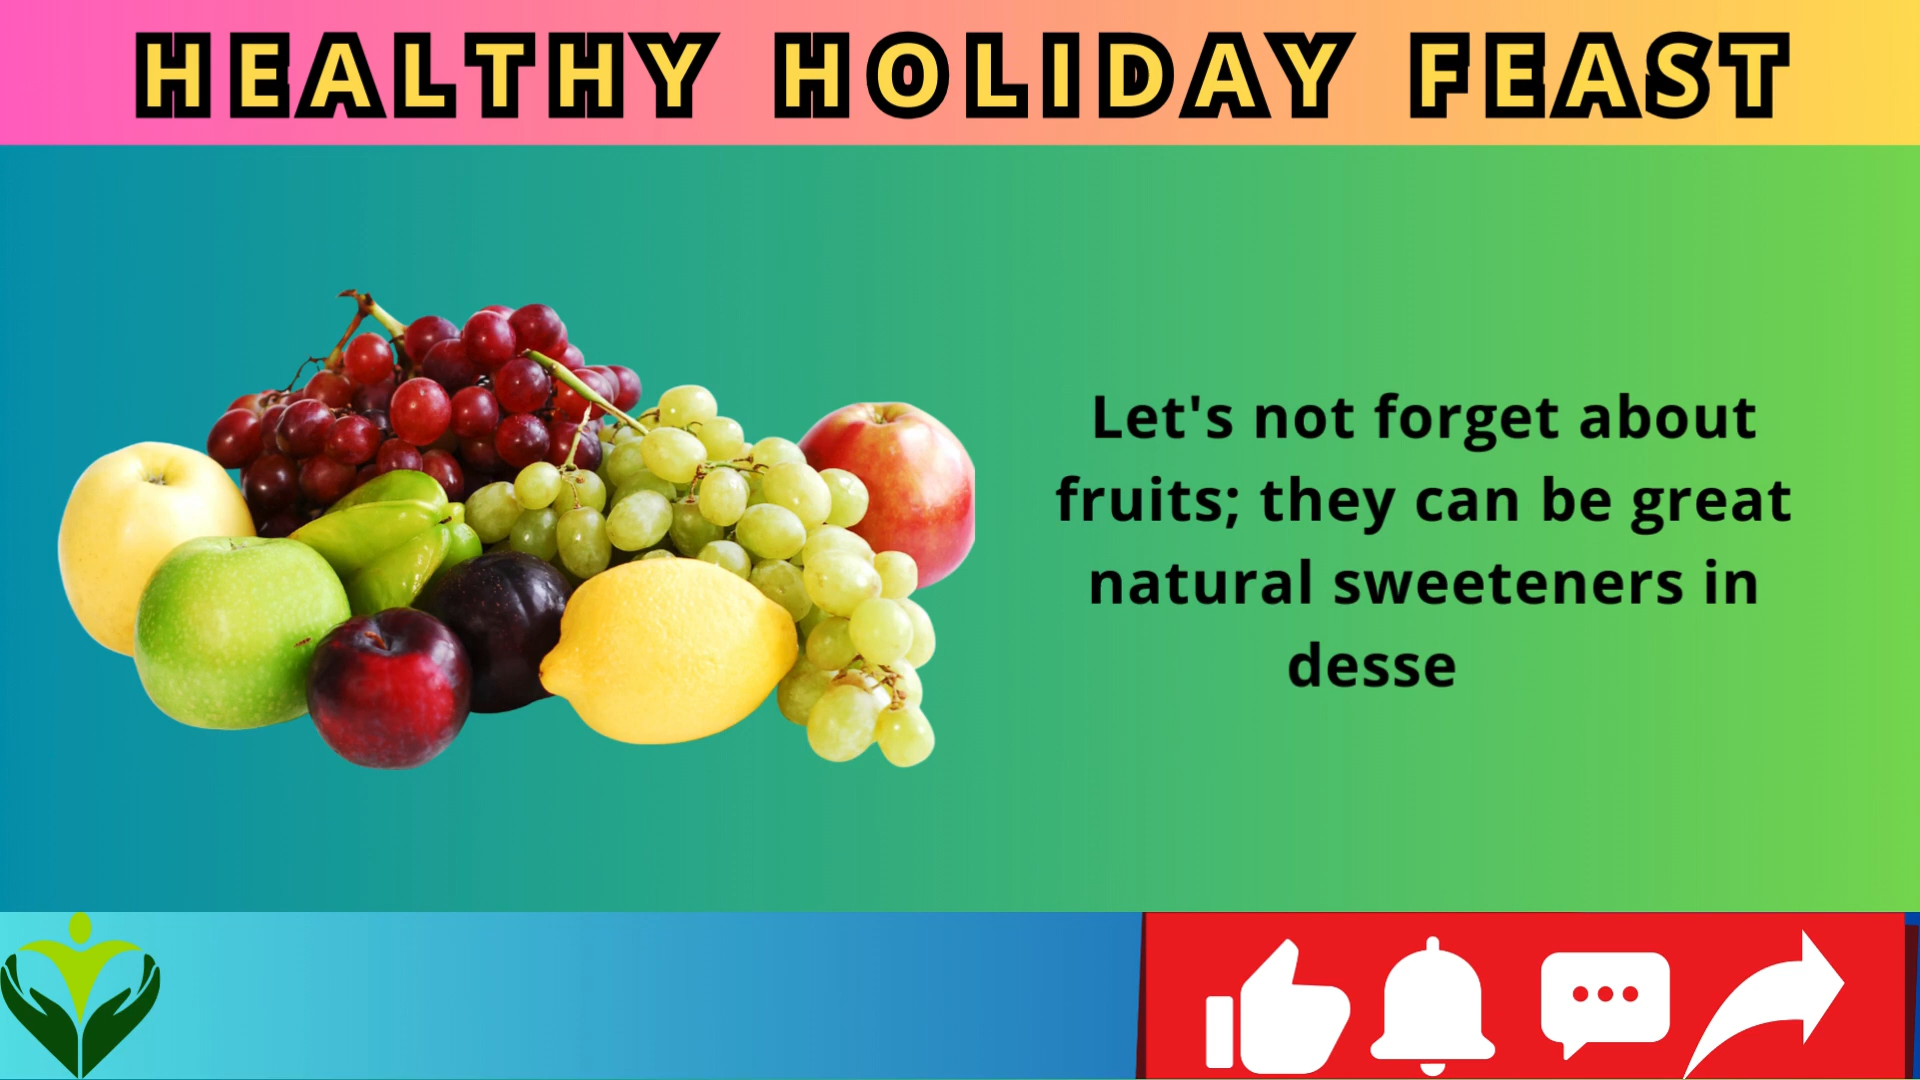 HEALTHY HOLIDAY FEAST
Let's not forget about
fruits; they can be great
natural sweeteners in
desse